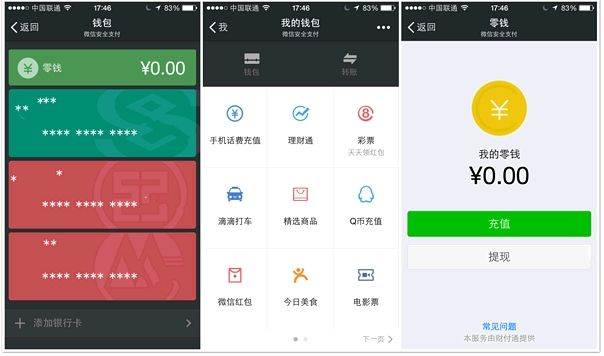 中国联通 17:46 83%
返回 钱包
微信安全支付
零钱 ¥0.00
*** 
**
**** **** ****
*
*
**** **** ****
**
**** **** ****
添加银行卡
中国联通 17:46 83%
我 我的钱包
微信安全支付
钱包 转账
手机话费充值 理财通 彩票
天天领红包
滴滴打车 精选商品 Q币充值
微信红包 今日美食 电影票
下一页
中国联通 17:46 83%
返回 零钱
微信安全支付
我的零钱
¥0.00
充值
提现
常见问题
本服务由财付通提供